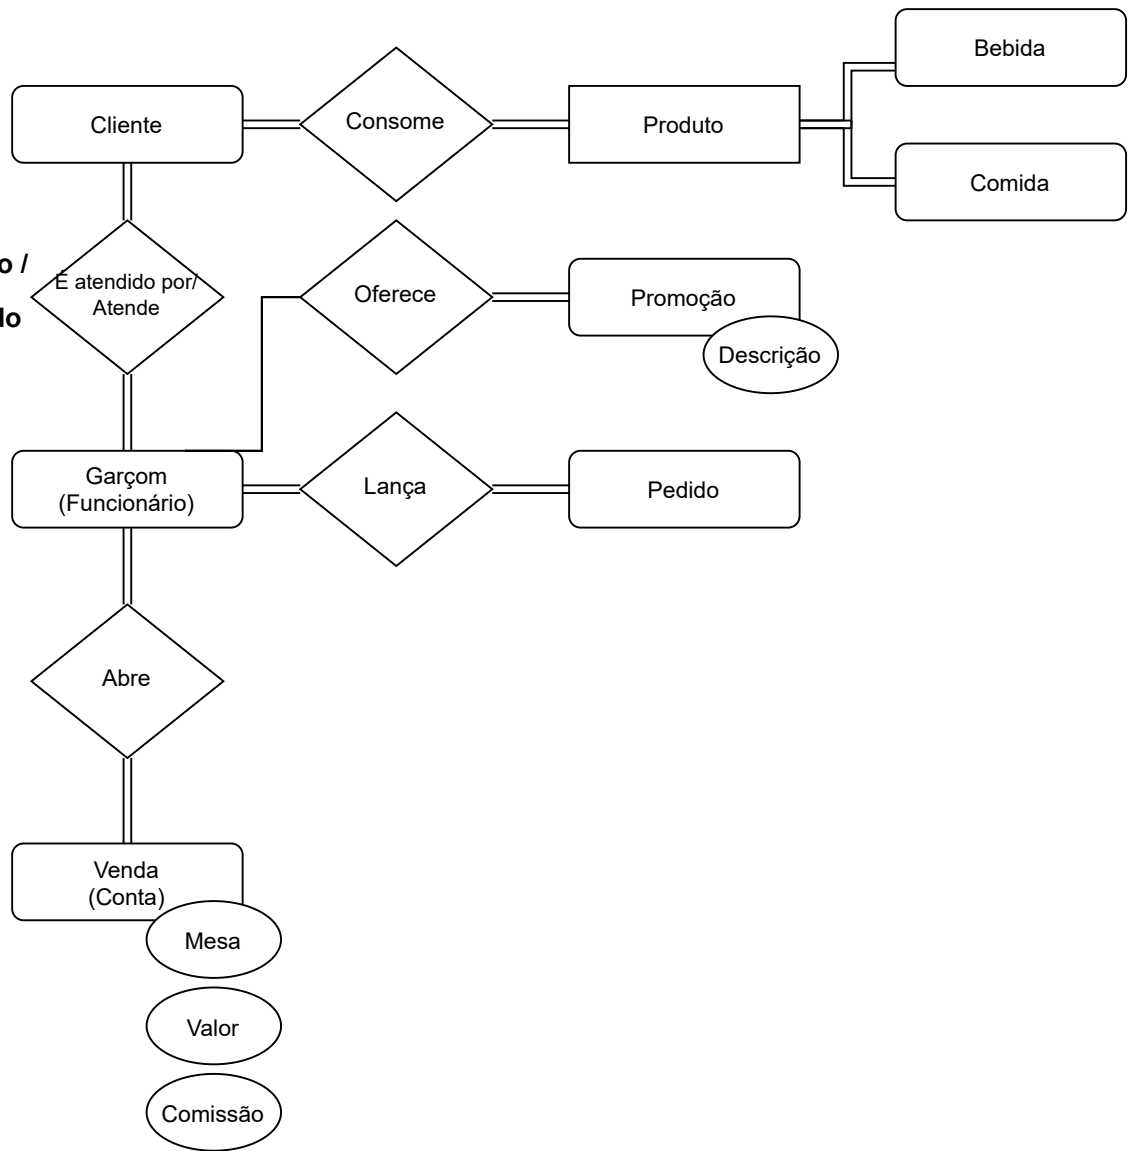 Bebida
Cliente
Consome
Produto
Comida
o /
É atendido por/
Atende
Oferece
Promoção
do
Descrição
Garçom
(Funcionário)
Lança
Pedido
Abre
Venda
(Conta)
Mesa
Valor
Comissão